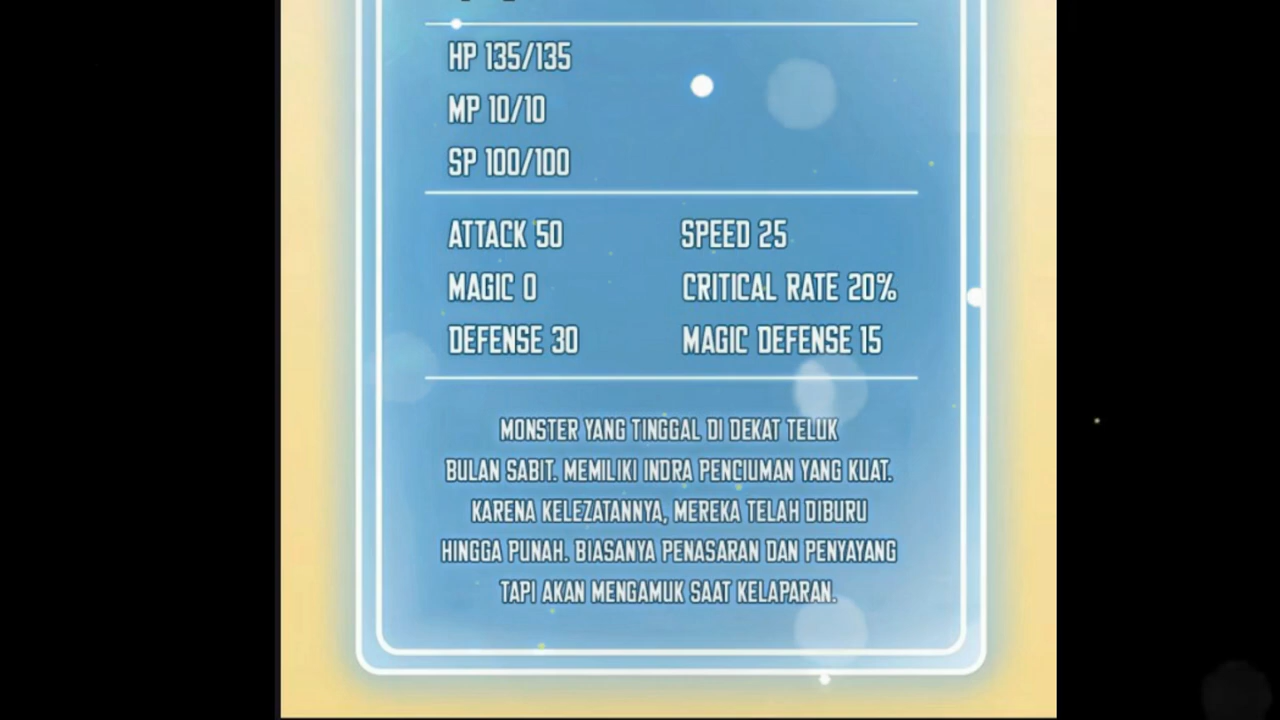 HP 135/135
MP 10/10
SP 100/100
ATTACK 50 SPEED 25
MAGIC 0 CRITICAL RATE 20%
DEFENSE 30 MAGIC DEFENSE 15
MONSTER YANG TINGGAL DI DEKAT TELUK
BULAN SABIT. MEMILIKI INDRA PENCIUMAN YANG KUAT.
KARENA KELEZATANNYA, MEREKA TELAH DIBURU
HINGGA PUNAH. BIASANYA PENASARAN DAN PENYAYANG
TAPI AKAN MENGAMUK SAAT KELAPARAN.